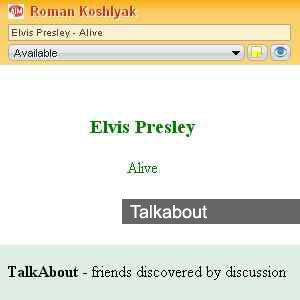 Roman Koshlyak
Elvis Presley - Alive
Available
Elvis Presley
Alive
Talkabout
TalkAbout - friends discovered by discussion